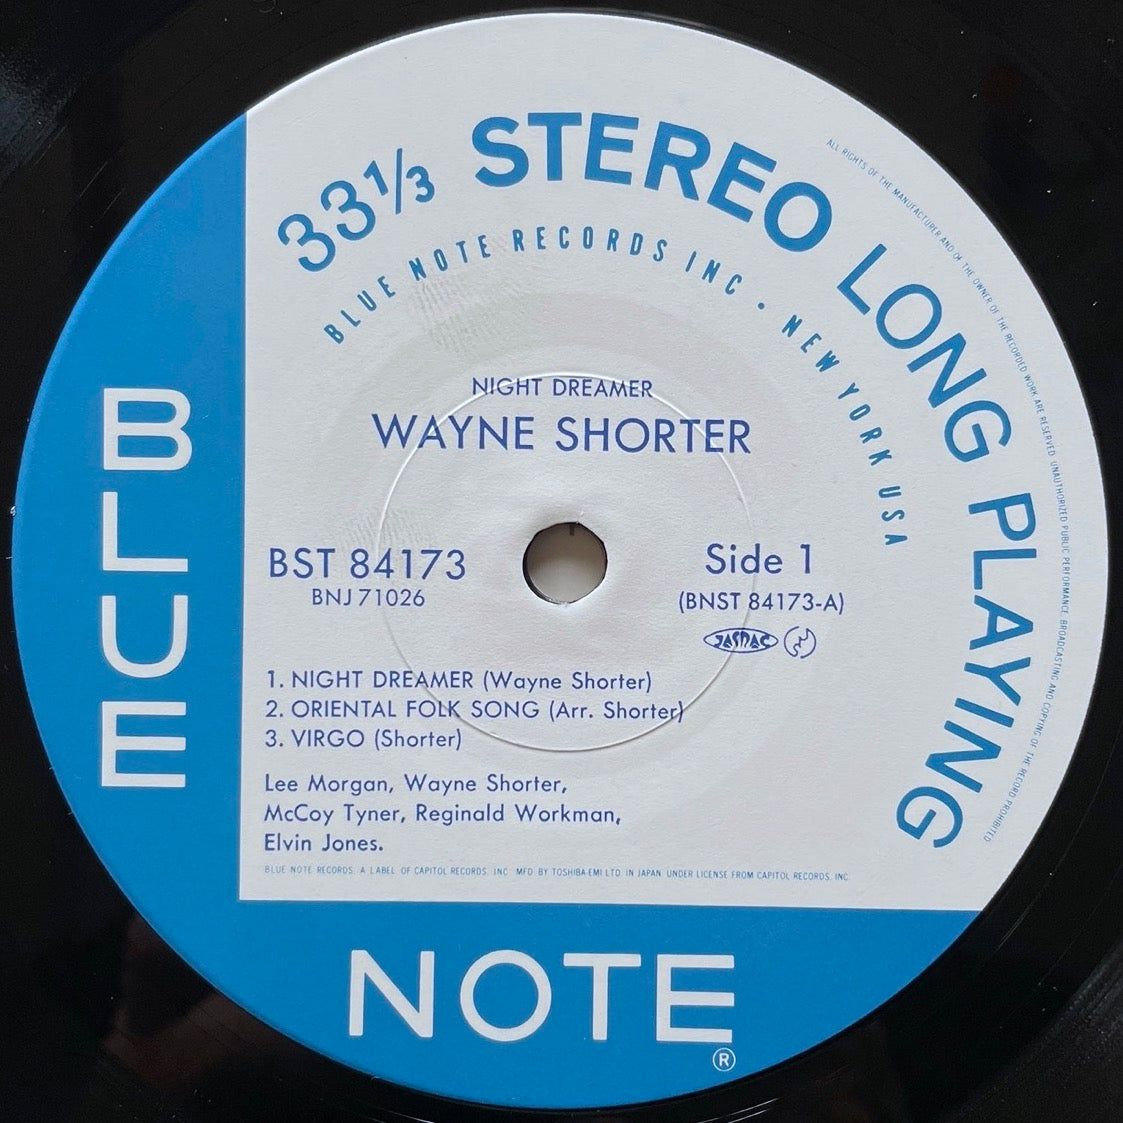 33⅓ STEREO LONG PLAYING
BLUE NOTE RECORDS INC • NEW YORK USA
ALL RIGHTS OF THE MANUFACTURER AND OF THE OWNER OF THE RECORDED WORK ARE RESERVED. UNAUTHORIZED PUBLIC PERFORMANCE BROADCASTING AND COPYING OF THE RECORD PROHIBITED
NIGHT DREAMER
WAYNE SHORTER
BST 84173
BNJ 71026
Side 1
(BNST 84173-A)
JASRAC
1. NIGHT DREAMER (Wayne Shorter)
2. ORIENTAL FOLK SONG (Arr. Shorter)
3. VIRGO (Shorter)
Lee Morgan, Wayne Shorter,
McCoy Tyner, Reginald Workman,
Elvin Jones.
BLUE NOTE RECORDS. A LABEL OF CAPITOL RECORDS. INC MFD BY TOSHIBA-EMI LTD IN JAPAN UNDER LICENSE FROM CAPITOL RECORDS. INC.
BLUE
NOTE
®